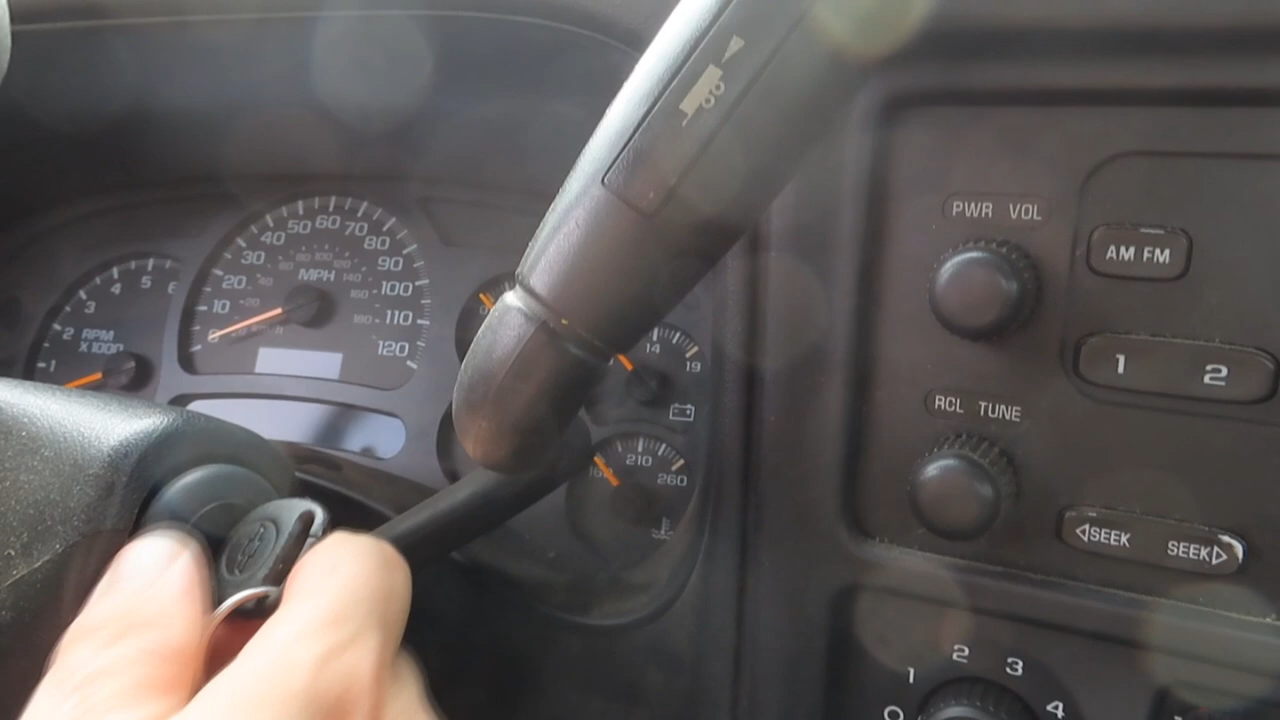 10 20 30 40 50 60 70 80 90 100 110 120
MPH
1 2 3 4 5
RPM
X1000
14 19
210 260
PWR VOL
AM FM
1 2
RCL TUNE
SEEK SEEK
0 1 2 3 4